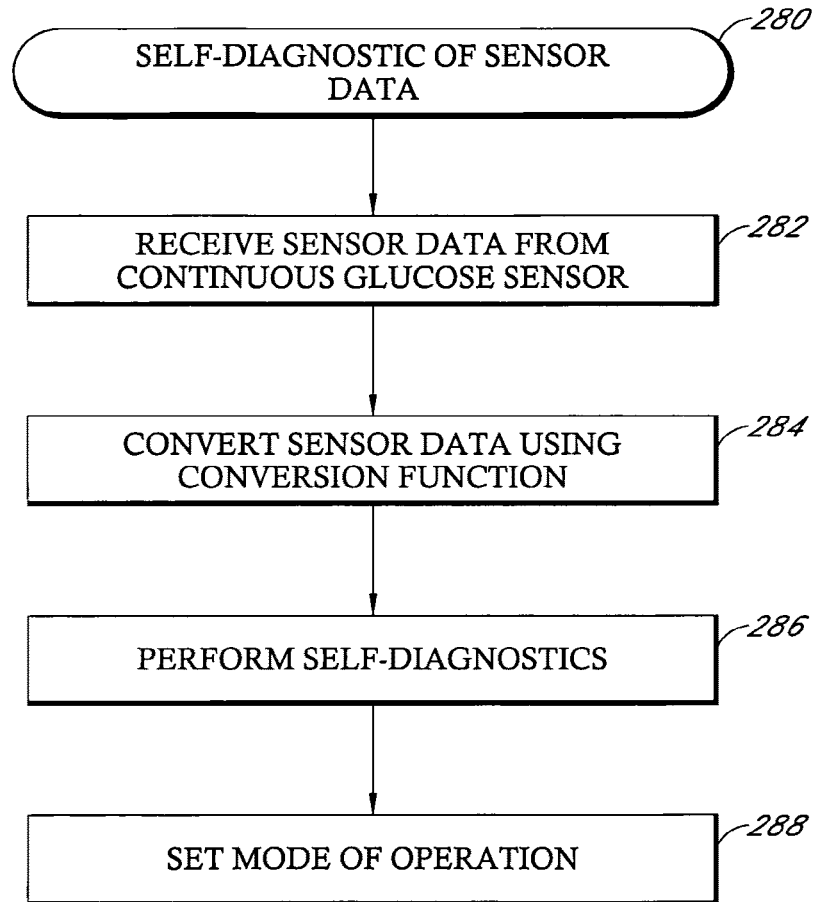 280
SELF-DIAGNOSTIC OF SENSOR
DATA
282
RECEIVE SENSOR DATA FROM
CONTINUOUS GLUCOSE SENSOR
284
CONVERT SENSOR DATA USING
CONVERSION FUNCTION
286
PERFORM SELF-DIAGNOSTICS
288
SET MODE OF OPERATION